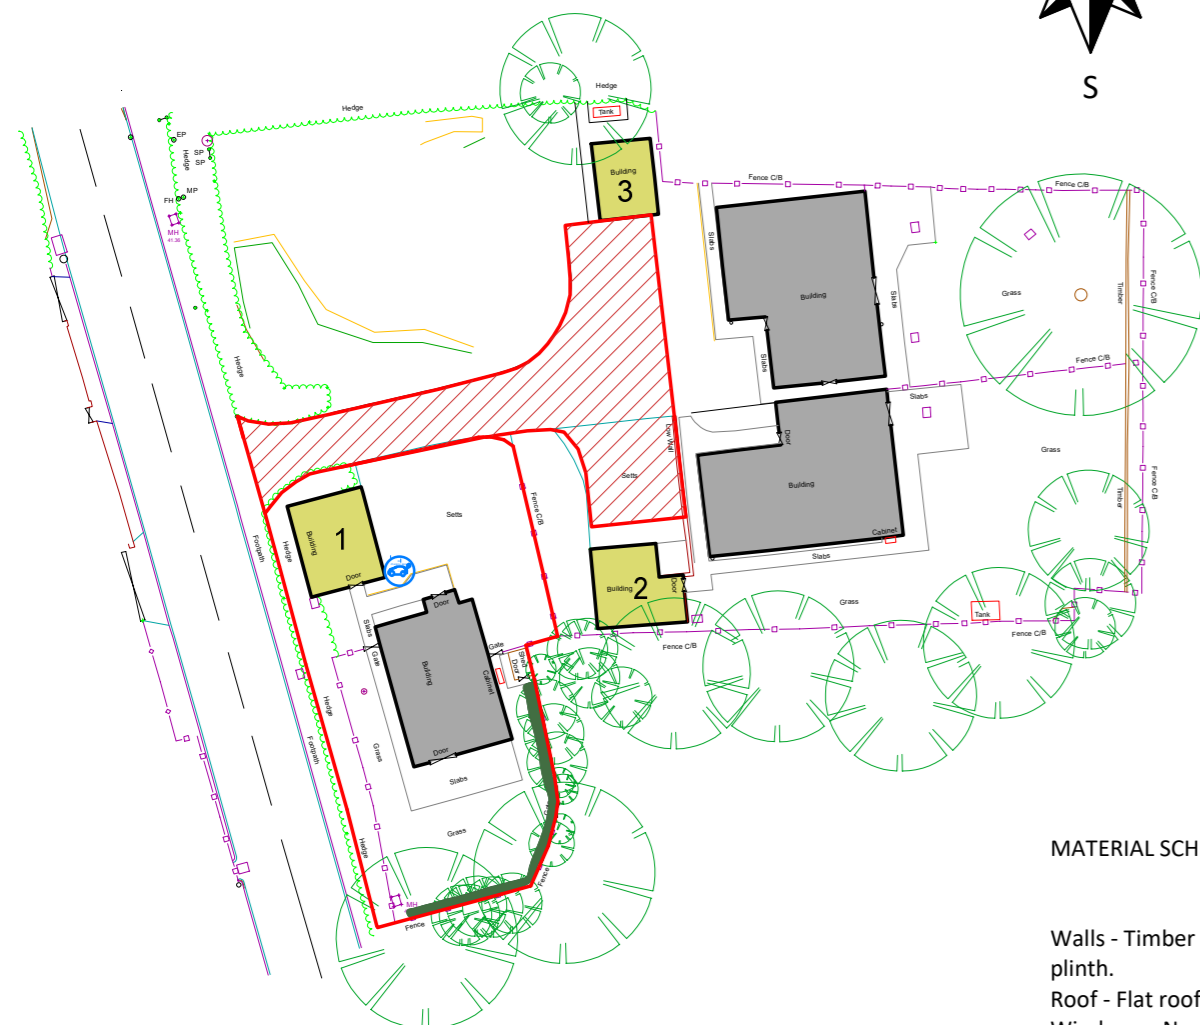 S
Hedge
Hedge
Tank
EP
Hedge
SP
SP
MP
FH
MH
41.36
Building
3
Fence C/B
Fence C/B
Slabs
Building
Slabs
Grass
Timber
Fence C/B
Hedge
Slabs
Fence C/B
Slabs
Low Wall
Door
Grass
Setts
Building
Timber
Fence C/B
Setts
Fence C/B
Cabinet
Slabs
Footpath
Hedge
Building
1
Door
Door
Building
2
Door
Grass
Tank
Fence C/B
Fence C/B
Slabs
Gate
Gate
Shed
Door
Building
Cabinet
Hedge
Footpath
Grass
Door
Slabs
Grass
Hedge
Fence
MH
Fence
MATERIAL SCH
Walls - Timber
plinth.
Roof - Flat roof